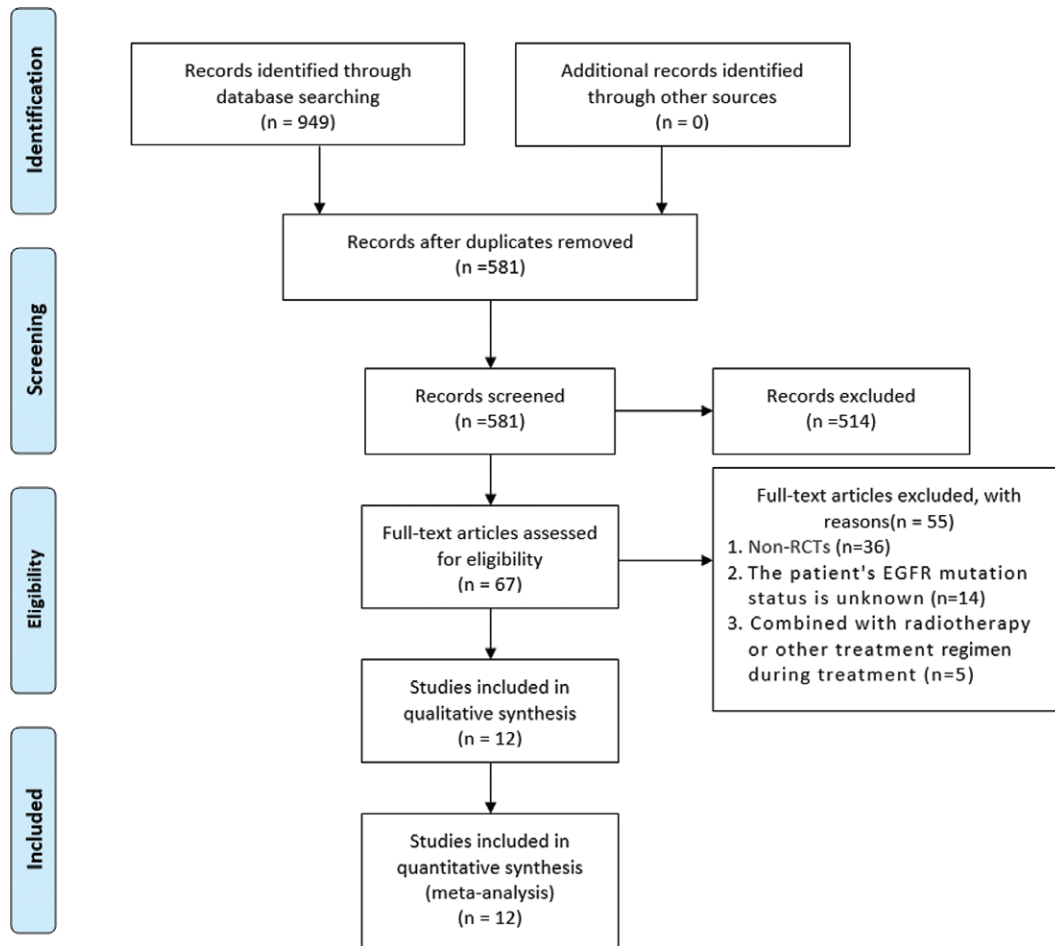 Identification
Records identified through
database searching
(n = 949)
Additional records identified
through other sources
(n = 0)
Screening
Records after duplicates removed
(n =581)
Records screened
(n =581)
Records excluded
(n =514)
Eligibility
Full-text articles assessed
for eligibility
(n = 67)
Full-text articles excluded, with
reasons(n = 55)
1. Non-RCTs (n=36)
2. The patient's EGFR mutation
status is unknown (n=14)
3. Combined with radiotherapy
or other treatment regimen
during treatment (n=5)
Studies included in
qualitative synthesis
(n = 12)
Included
Studies included in
quantitative synthesis
(meta-analysis)
(n = 12)